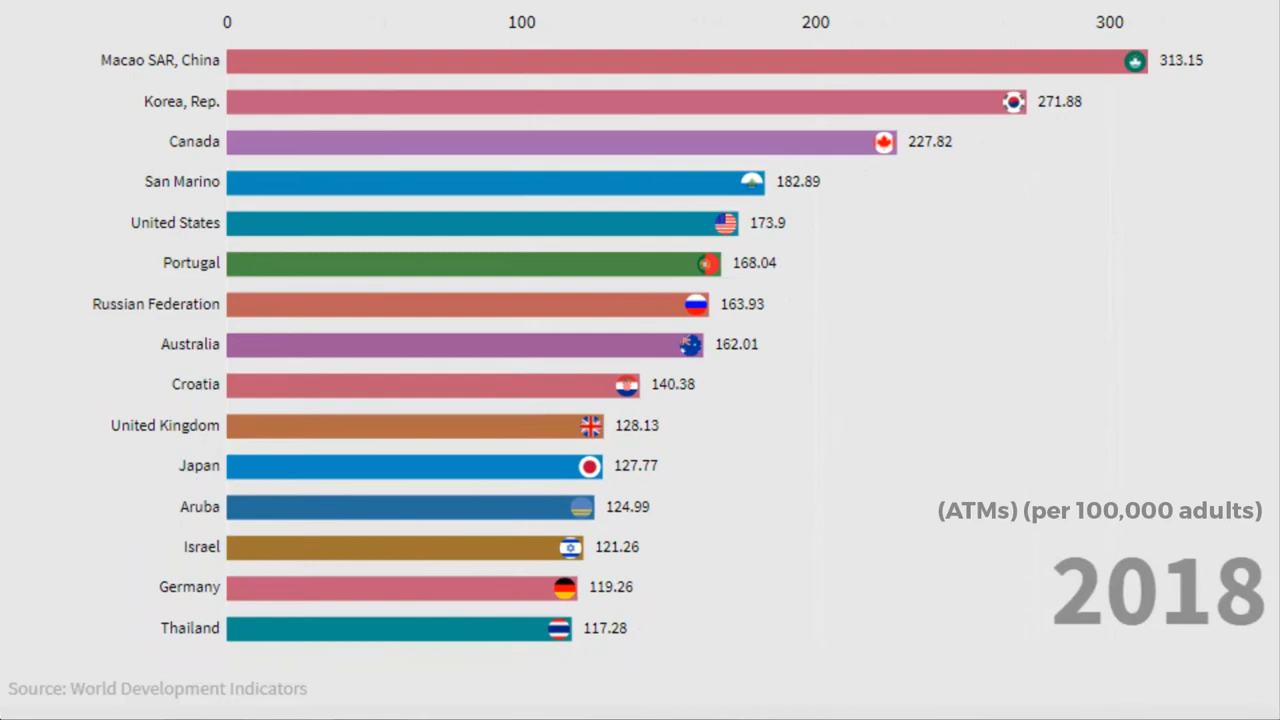 0 100 200 300
Macao SAR, China 313.15
Korea, Rep. 271.88
Canada 227.82
San Marino 182.89
United States 173.9
Portugal 168.04
Russian Federation 163.93
Australia 162.01
Croatia 140.38
United Kingdom 128.13
Japan 127.77
Aruba 124.99
(ATMs) (per 100,000 adults)
Israel 121.26
Germany 119.26
2018
Thailand 117.28
Source: World Development Indicators